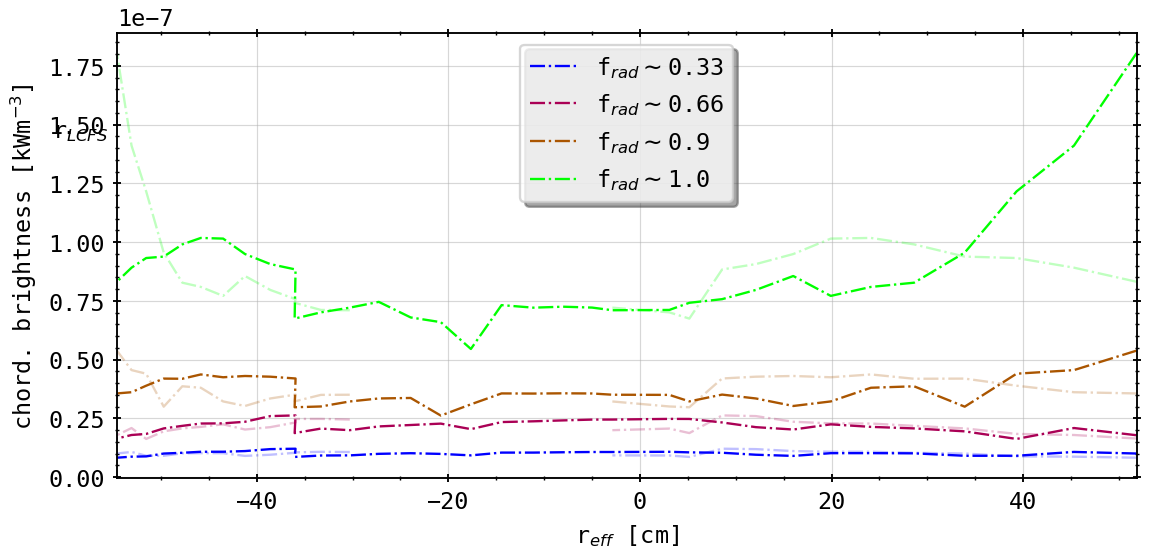 1e−7
1.75
1.50
1.25
1.00
0.75
0.50
0.25
0.00
r_LCFS
chord. brightness [kWm⁻³]
f_rad ∼ 0.33
f_rad ∼ 0.66
f_rad ∼ 0.9
f_rad ∼ 1.0
−40 −20 0 20 40
r_eff [cm]